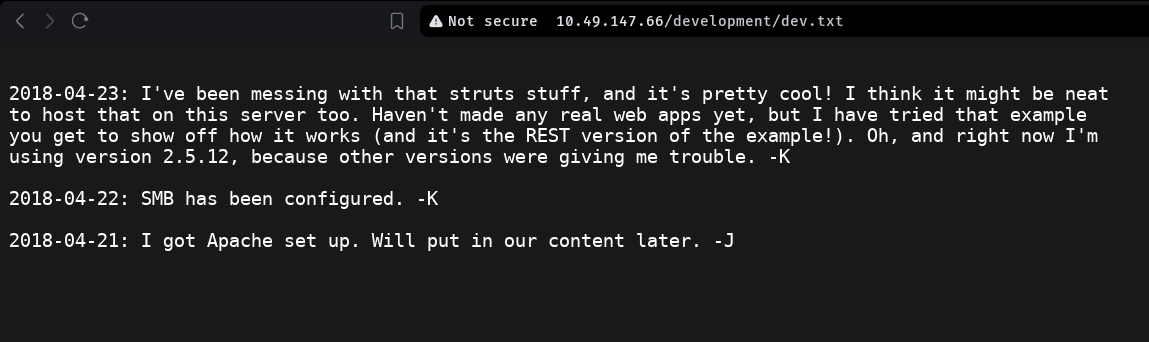 Not secure 10.49.147.66/development/dev.txt
2018-04-23: I've been messing with that struts stuff, and it's pretty cool! I think it might be neat
to host that on this server too. Haven't made any real web apps yet, but I have tried that example
you get to show off how it works (and it's the REST version of the example!). Oh, and right now I'm
using version 2.5.12, because other versions were giving me trouble. -K
2018-04-22: SMB has been configured. -K
2018-04-21: I got Apache set up. Will put in our content later. -J